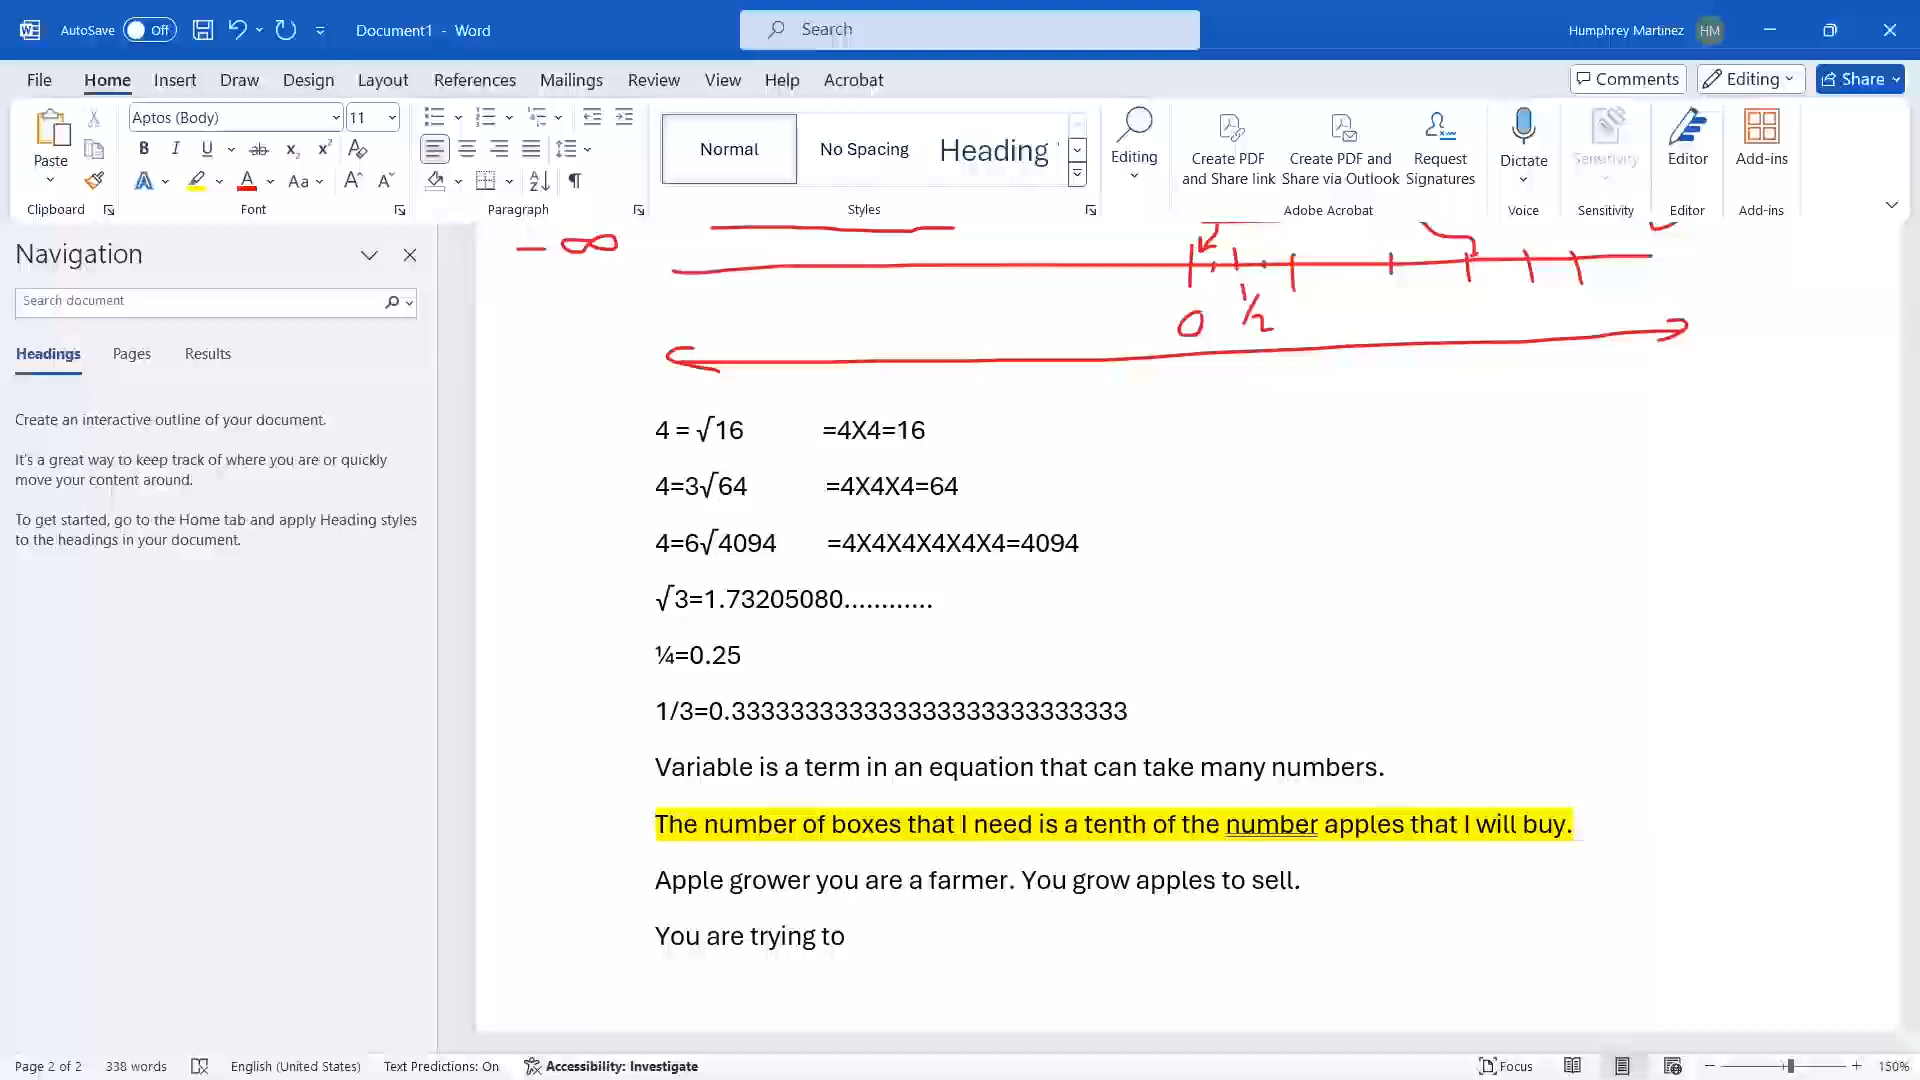 AutoSave Off Document1 - Word Search Humphrey Martinez HM
File Home Insert Draw Design Layout References Mailings Review View Help Acrobat Comments Editing Share
Paste
Clipboard
Aptos (Body) 11
B I U ab x₂ x² A
A A Aa A A
Font
Paragraph
Normal No Spacing Heading
Styles
Editing
Create PDF and Share link
Create PDF and Share via Outlook
Request Signatures
Adobe Acrobat
Dictate
Voice
Sensitivity
Sensitivity
Editor
Editor
Add-ins
Add-ins
Navigation
Search document
Headings Pages Results
Create an interactive outline of your document.
It's a great way to keep track of where you are or quickly
move your content around.
To get started, go to the Home tab and apply Heading styles
to the headings in your document.
- ∞
0 1/2
4 = √16 =4X4=16
4=3√64 =4X4X4=64
4=6√4094 =4X4X4X4X4X4=4094
√3=1.73205080............
¼=0.25
1/3=0.333333333333333333333333333
Variable is a term in an equation that can take many numbers.
The number of boxes that I need is a tenth of the number apples that I will buy.
Apple grower you are a farmer. You grow apples to sell.
You are trying to
Page 2 of 2 338 words English (United States) Text Predictions: On Accessibility: Investigate Focus 150%